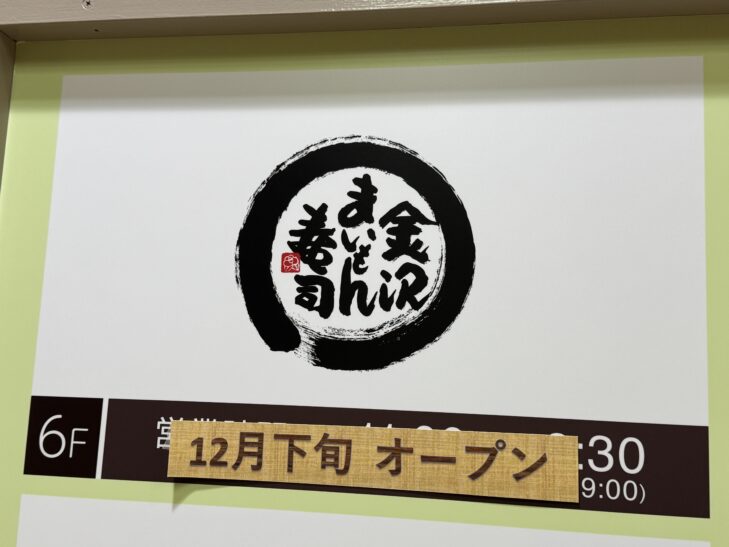 金沢
まいもん
寿司
6F
12月下旬 オープン
:30
9:00)